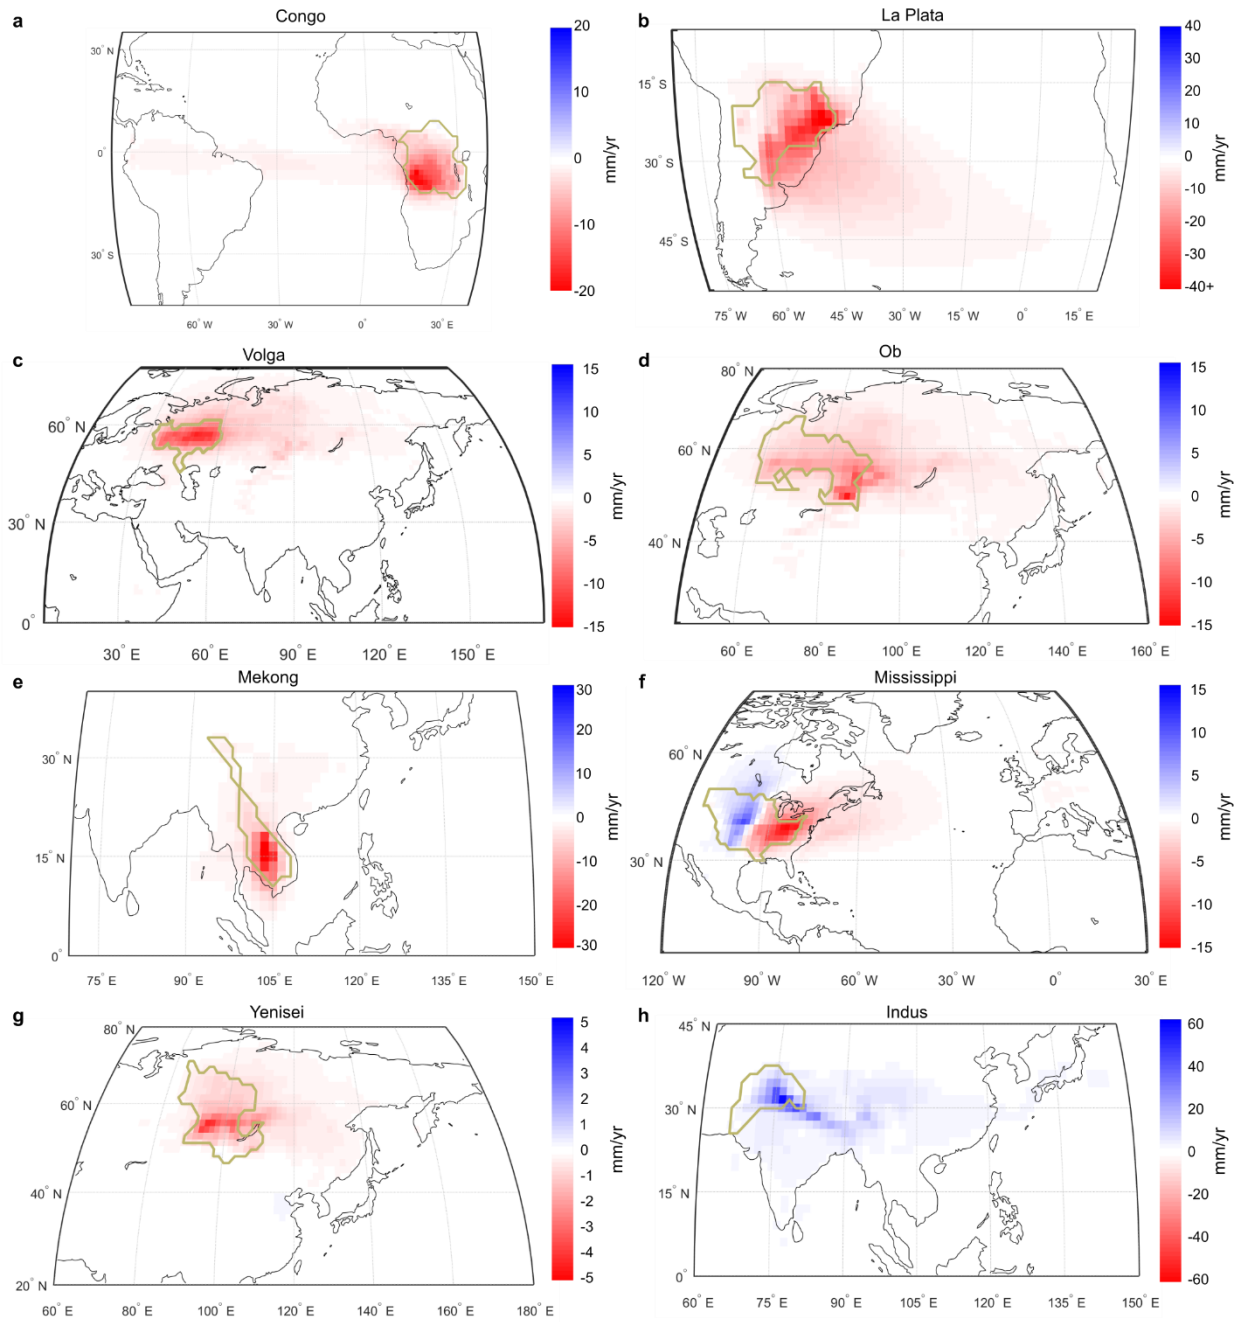 a Congo
30° N
0°
30° S
60° W 30° W 0° 30° E
20
10
0
-10
-20
mm/yr
b La Plata
15° S
30° S
45° S
75° W 60° W 45° W 30° W 15° W 0° 15° E
40
30
20
10
0
-10
-20
-30
-40+
mm/yr
c Volga
60° N
30° N
0°
30° E 60° E 90° E 120° E 150° E
15
10
5
0
-5
-10
-15
mm/yr
d Ob
80° N
60° N
40° N
60° E 80° E 100° E 120° E 140° E 160° E
15
10
5
0
-5
-10
-15
mm/yr
e Mekong
30° N
15° N
0°
75° E 90° E 105° E 120° E 135° E 150° E
30
20
10
0
-10
-20
-30
mm/yr
f Mississippi
60° N
30° N
120° W 90° W 60° W 30° W 0° 30° E
15
10
5
0
-5
-10
-15
mm/yr
g Yenisei
80° N
60° N
40° N
20° N
60° E 80° E 100° E 120° E 140° E 160° E 180° E
5
4
3
2
1
0
-1
-2
-3
-4
-5
mm/yr
h Indus
45° N
30° N
15° N
0°
60° E 75° E 90° E 105° E 120° E 135° E 150° E
60
40
20
0
-20
-40
-60
mm/yr